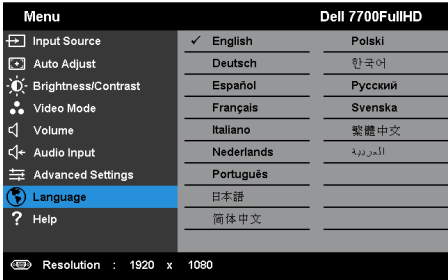 Menu
Dell 7700FullHD
Input Source
Auto Adjust
Brightness/Contrast
Video Mode
Volume
Audio Input
Advanced Settings
Language
Help
English
Deutsch
Español
Français
Italiano
Nederlands
Português
日本語
简体中文
Polski
한국어
Русский
Svenska
繁體中文
العربية
Resolution : 1920 x 1080